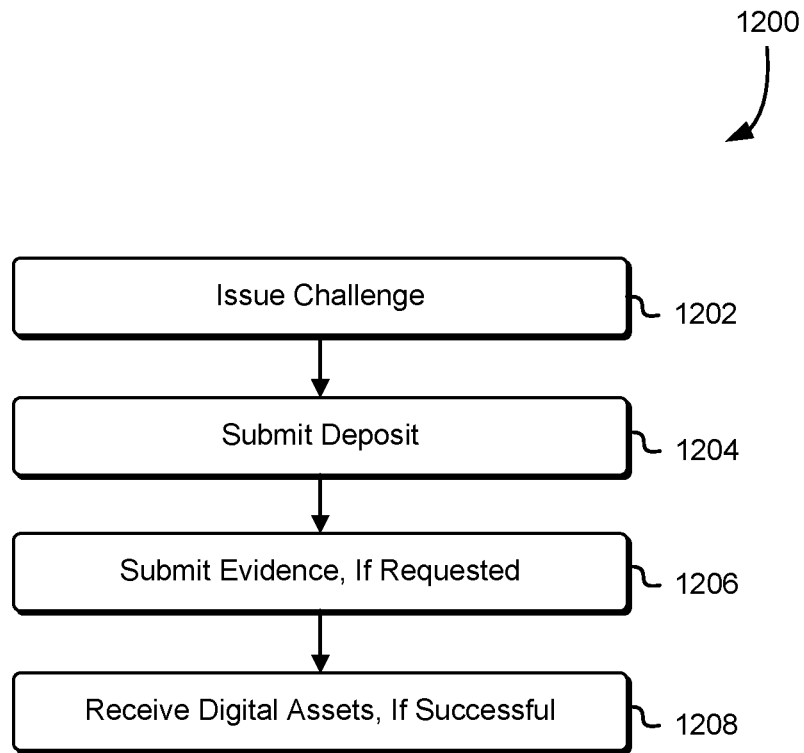 1200
Issue Challenge
1202
Submit Deposit
1204
Submit Evidence, If Requested
1206
Receive Digital Assets, If Successful
1208